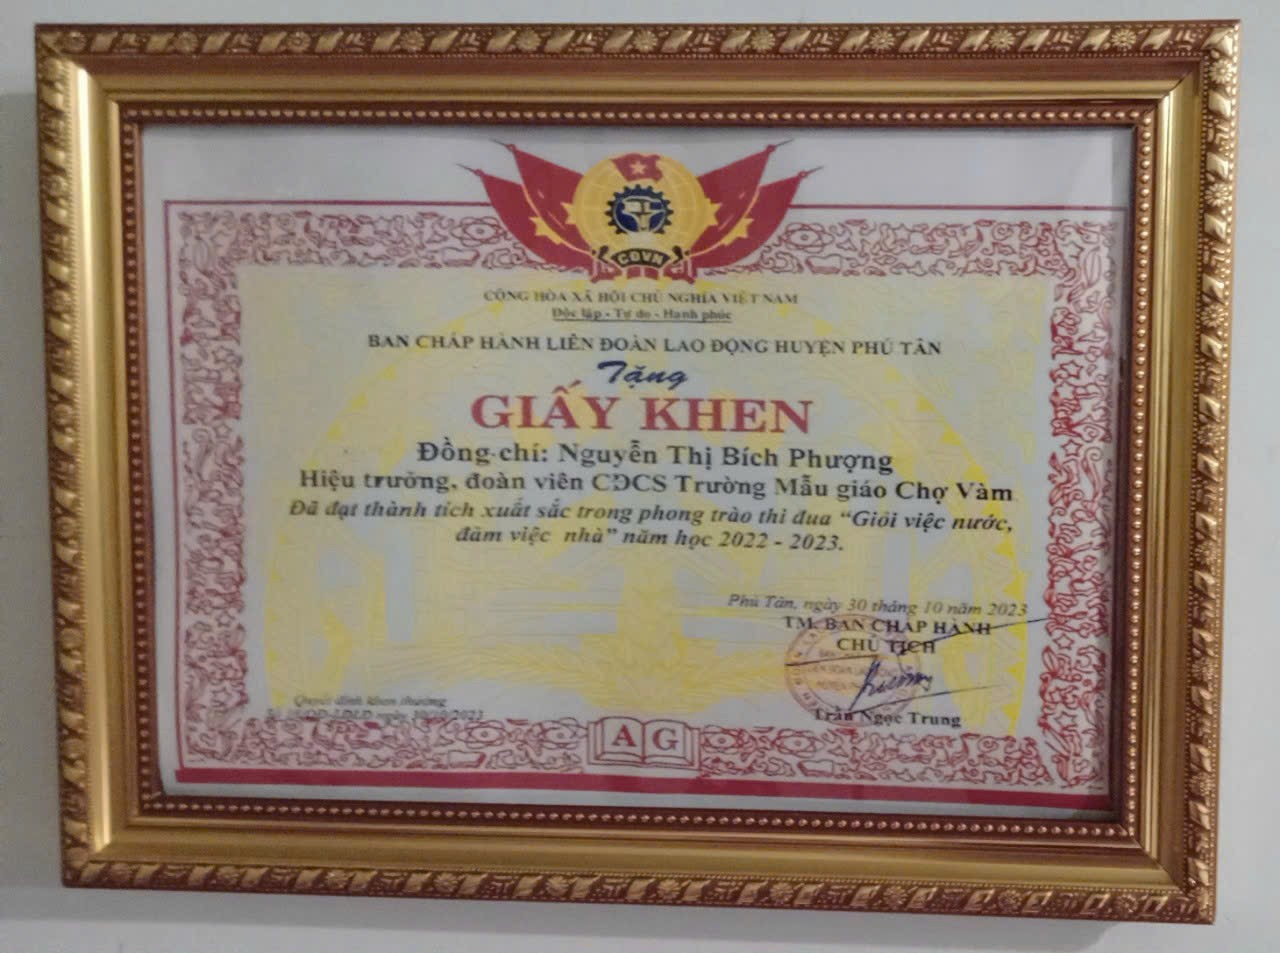 CĐVN
CỘNG HÒA XÃ HỘI CHỦ NGHĨA VIỆT NAM
Độc lập - Tự do - Hạnh phúc
BAN CHẤP HÀNH LIÊN ĐOÀN LAO ĐỘNG HUYỆN PHÚ TÂN
Tặng
GIẤY KHEN
Đồng chí: Nguyễn Thị Bích Phượng
Hiệu trưởng, đoàn viên CĐCS Trường Mẫu giáo Chợ Vàm
Đã đạt thành tích xuất sắc trong phong trào thi đua "Giỏi việc nước,
đảm việc nhà" năm học 2022 - 2023.
Phú Tân, ngày 30 tháng 10 năm 2023
TM. BAN CHẤP HÀNH
CHỦ TỊCH
Trần Ngọc Trung
Quyết định khen thưởng
A G